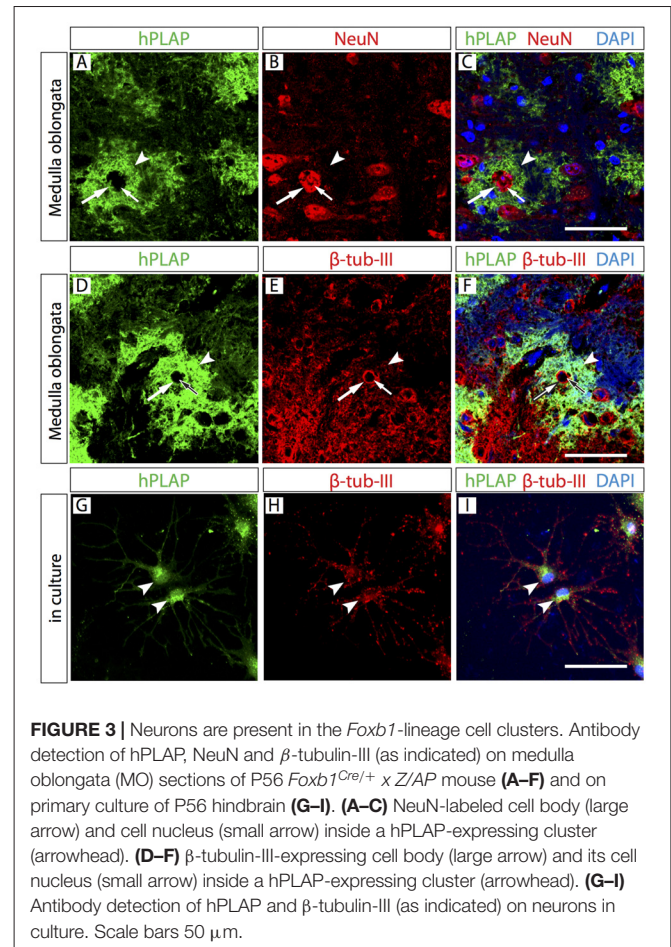 hPLAP
NeuN
hPLAP NeuN DAPI
Medulla oblongata
A
B
C
hPLAP
β-tub-III
hPLAP β-tub-III DAPI
Medulla oblongata
D
E
F
hPLAP
β-tub-III
hPLAP β-tub-III DAPI
in culture
G
H
I
FIGURE 3 | Neurons are present in the Foxb1-lineage cell clusters. Antibody
detection of hPLAP, NeuN and β-tubulin-III (as indicated) on medulla
oblongata (MO) sections of P56 Foxb1Cre/+ x Z/AP mouse (A–F) and on
primary culture of P56 hindbrain (G–I). (A–C) NeuN-labeled cell body (large
arrow) and cell nucleus (small arrow) inside a hPLAP-expressing cluster
(arrowhead). (D–F) β-tubulin-III-expressing cell body (large arrow) and its cell
nucleus (small arrow) inside a hPLAP-expressing cluster (arrowhead). (G–I)
Antibody detection of hPLAP and β-tubulin-III (as indicated) on neurons in
culture. Scale bars 50 μm.